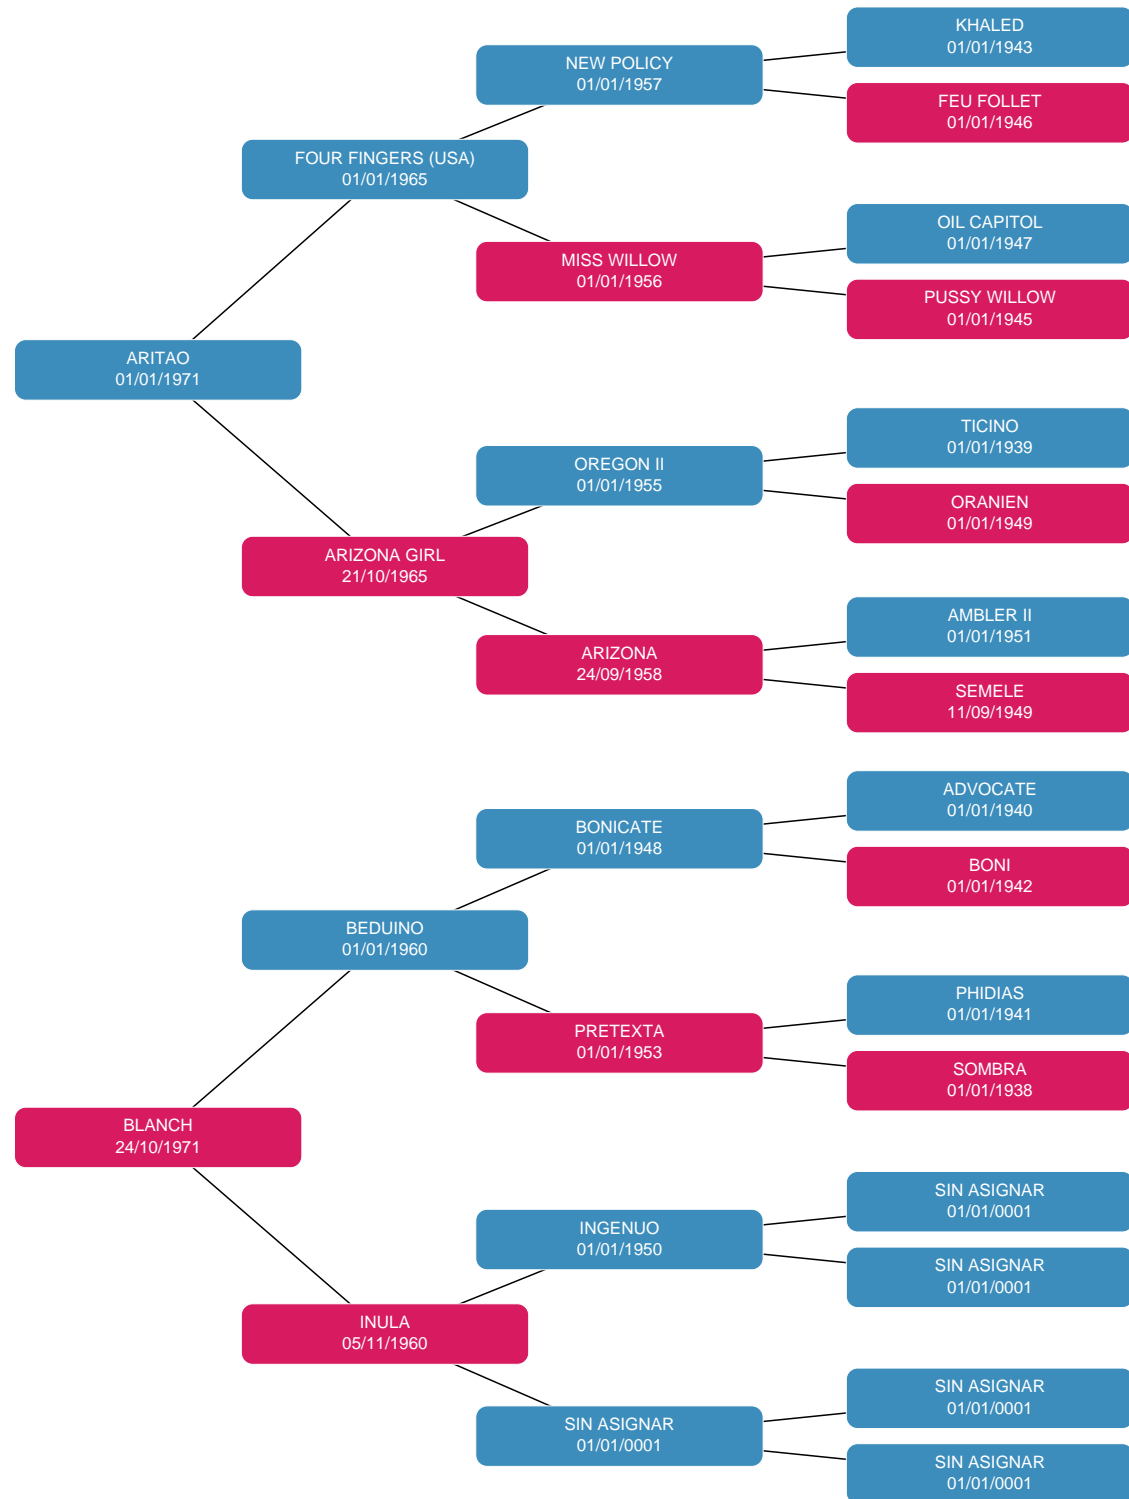 KHALED
01/01/1943
NEW POLICY
01/01/1957
FEU FOLLET
01/01/1946
FOUR FINGERS (USA)
01/01/1965
OIL CAPITOL
01/01/1947
MISS WILLOW
01/01/1956
PUSSY WILLOW
01/01/1945
ARITAO
01/01/1971
TICINO
01/01/1939
OREGON II
01/01/1955
ORANIEN
01/01/1949
ARIZONA GIRL
21/10/1965
AMBLER II
01/01/1951
ARIZONA
24/09/1958
SEMELE
11/09/1949
ADVOCATE
01/01/1940
BONICATE
01/01/1948
BONI
01/01/1942
BEDUINO
01/01/1960
PHIDIAS
01/01/1941
PRETEXTA
01/01/1953
SOMBRA
01/01/1938
BLANCH
24/10/1971
SIN ASIGNAR
01/01/0001
INGENUO
01/01/1950
SIN ASIGNAR
01/01/0001
INULA
05/11/1960
SIN ASIGNAR
01/01/0001
SIN ASIGNAR
01/01/0001
SIN ASIGNAR
01/01/0001